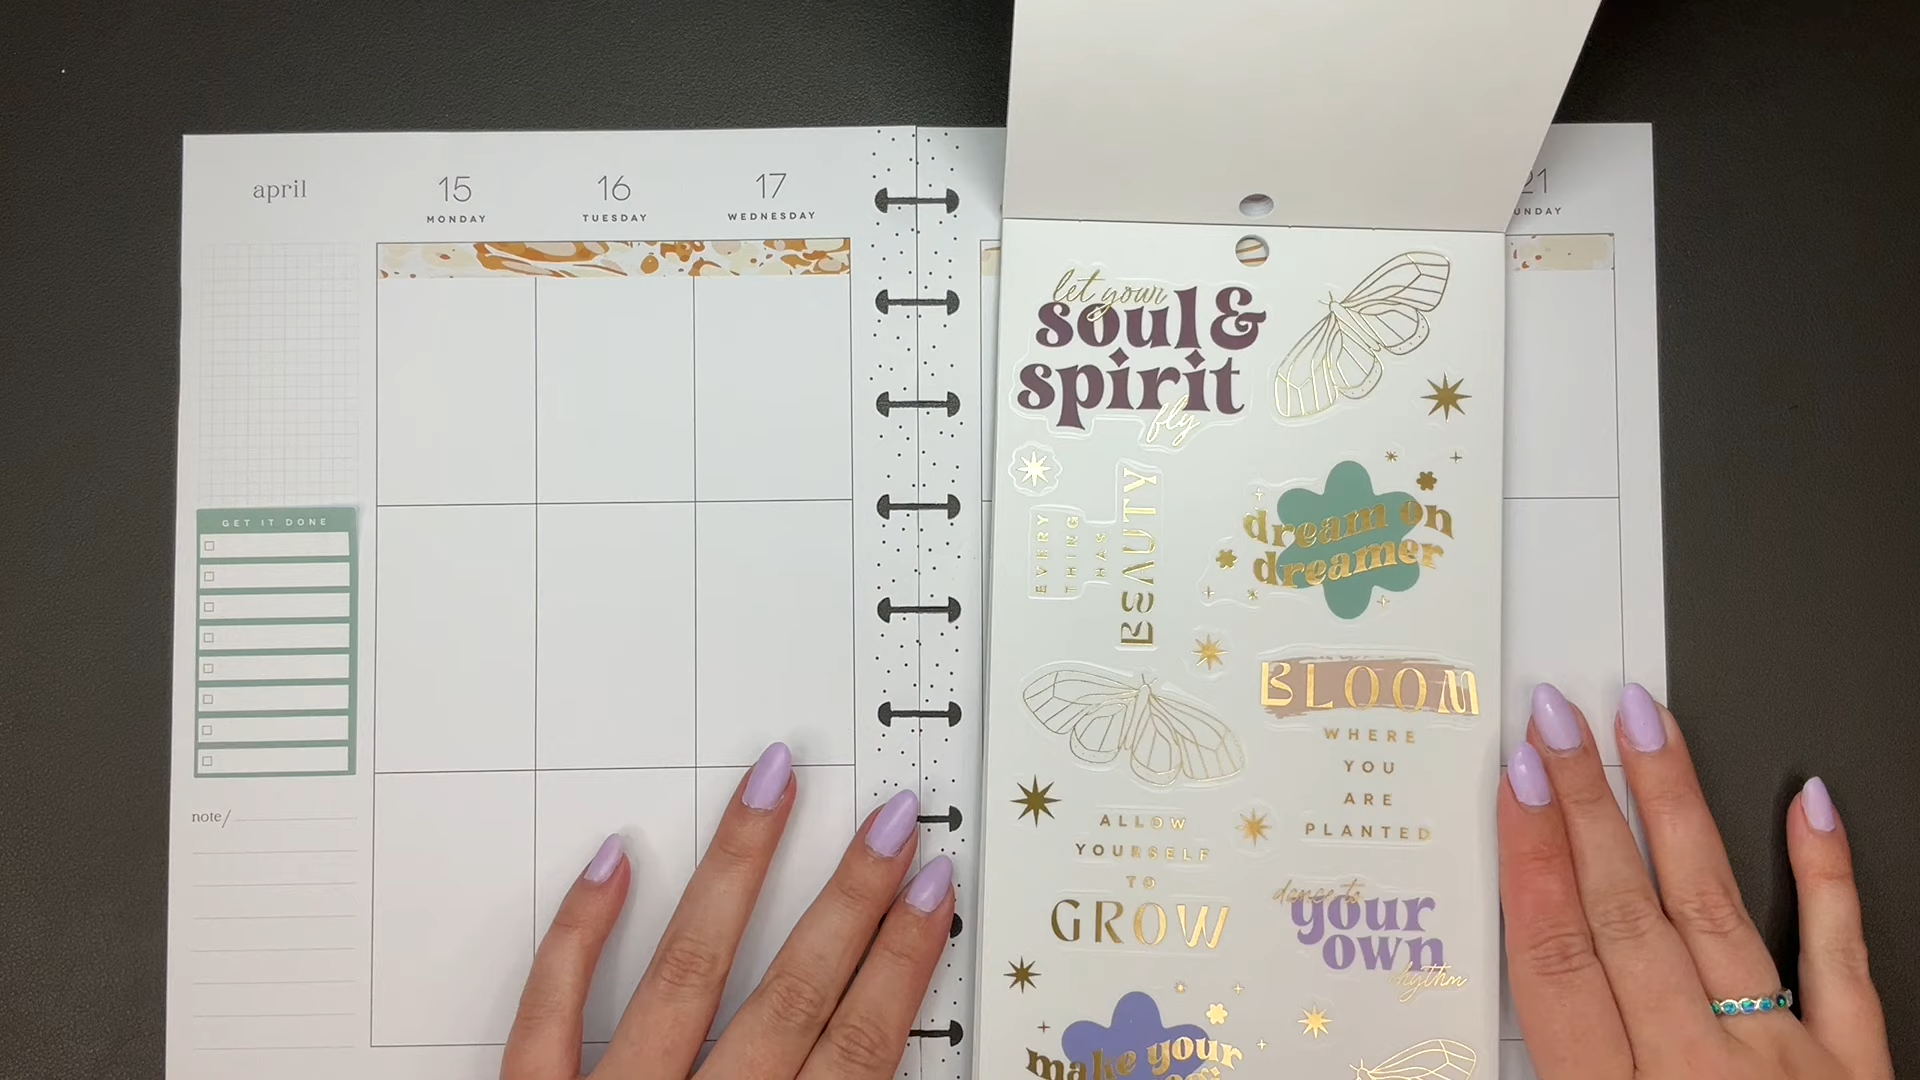 april
15
MONDAY
16
TUESDAY
17
WEDNESDAY
21
GET IT DONE
note/
let your
soul &
spirit
fly
EVERY
THING
HAS
BEAUTY
dream on
dreamer
BLOOM
WHERE
YOU
ARE
PLANTED
ALLOW
YOURSELF
TO
GROW
dance to
your
own
rhythm
make your